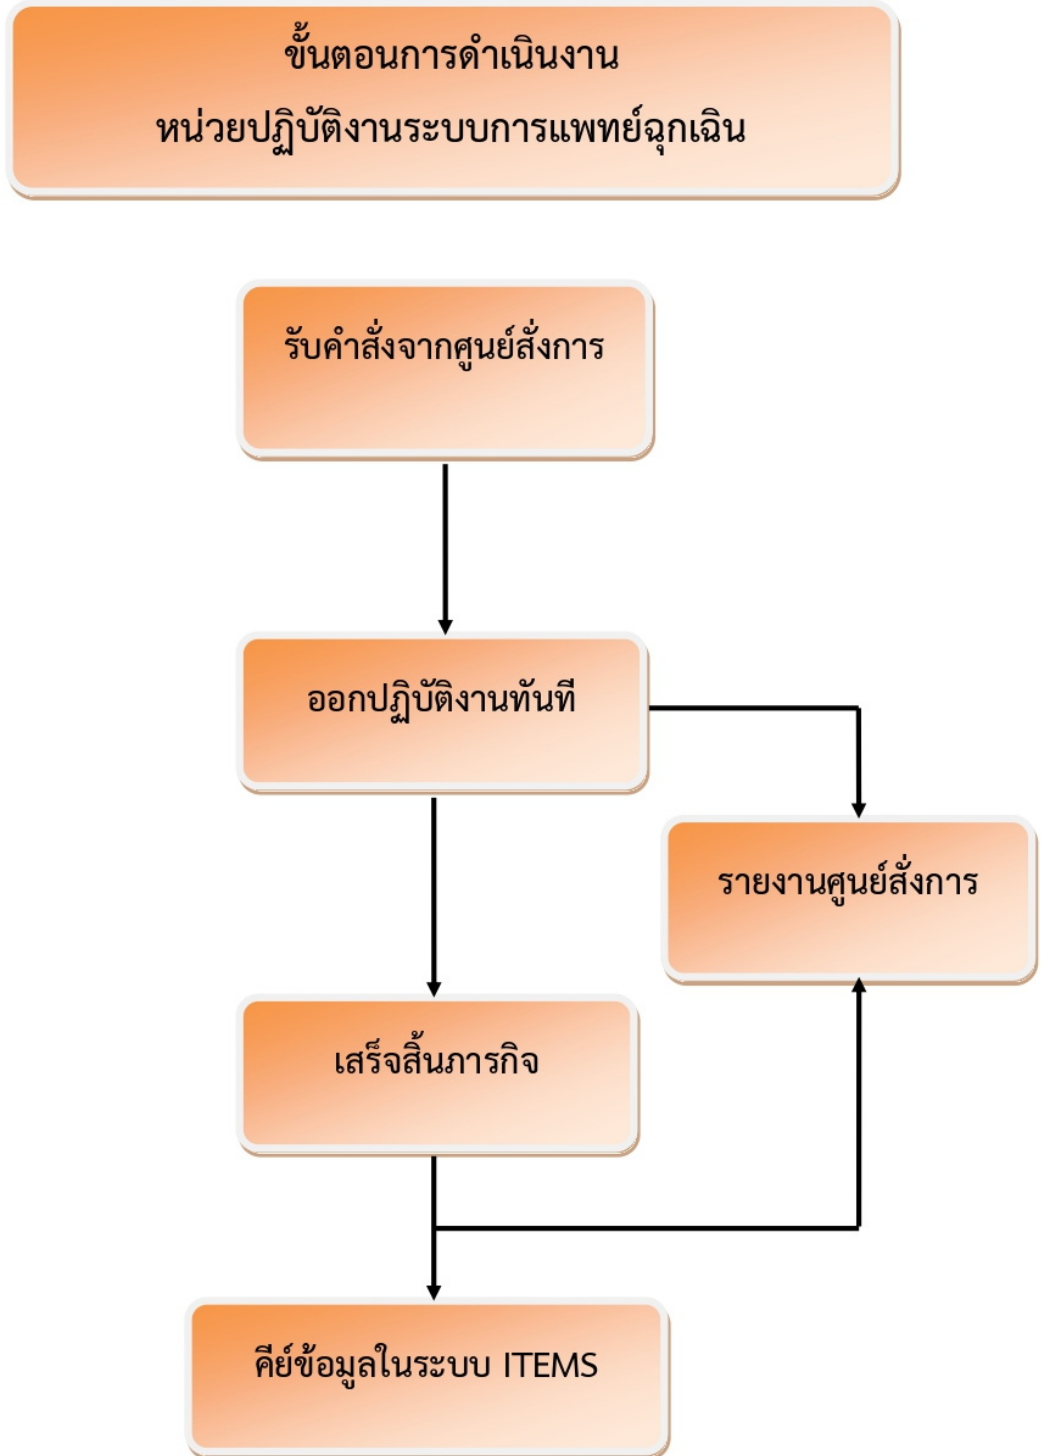 ขั้นตอนการดำเนินงาน
หน่วยปฏิบัติงานระบบการแพทย์ฉุกเฉิน
รับคำสั่งจากศูนย์สั่งการ
ออกปฏิบัติงานทันที
รายงานศูนย์สั่งการ
เสร็จสิ้นภารกิจ
คีย์ข้อมูลในระบบ ITEMS